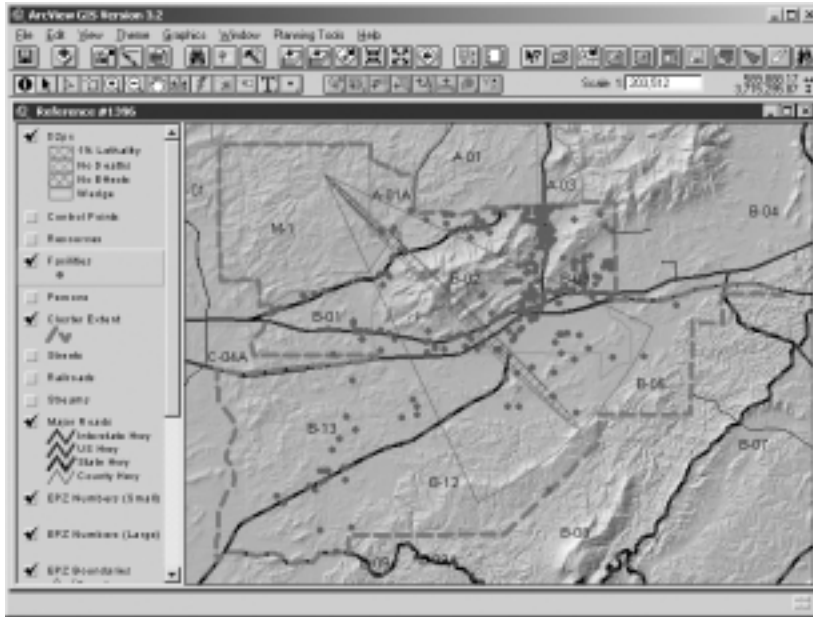 ArcView GIS Version 3.2
File Edit View Theme Graphics Window Planning Tools Help
Scale 1: 203,512
Reference #1396
1% Lethality
No Deaths
No Effects
Wedge
Control Points
Resources
Facilities
Persons
Cluster Extent
Streets
Railroads
Streams
Major Roads
Interstate Hwy
US Hwy
State Hwy
County Hwy
EPZ Numbers (Small)
EPZ Numbers (Large)
EPZ Boundaries
A-01
A-01A
A-03
M-1
B-04
B-02
B-01
C-04A
B-06
B-13
B-07
B-12